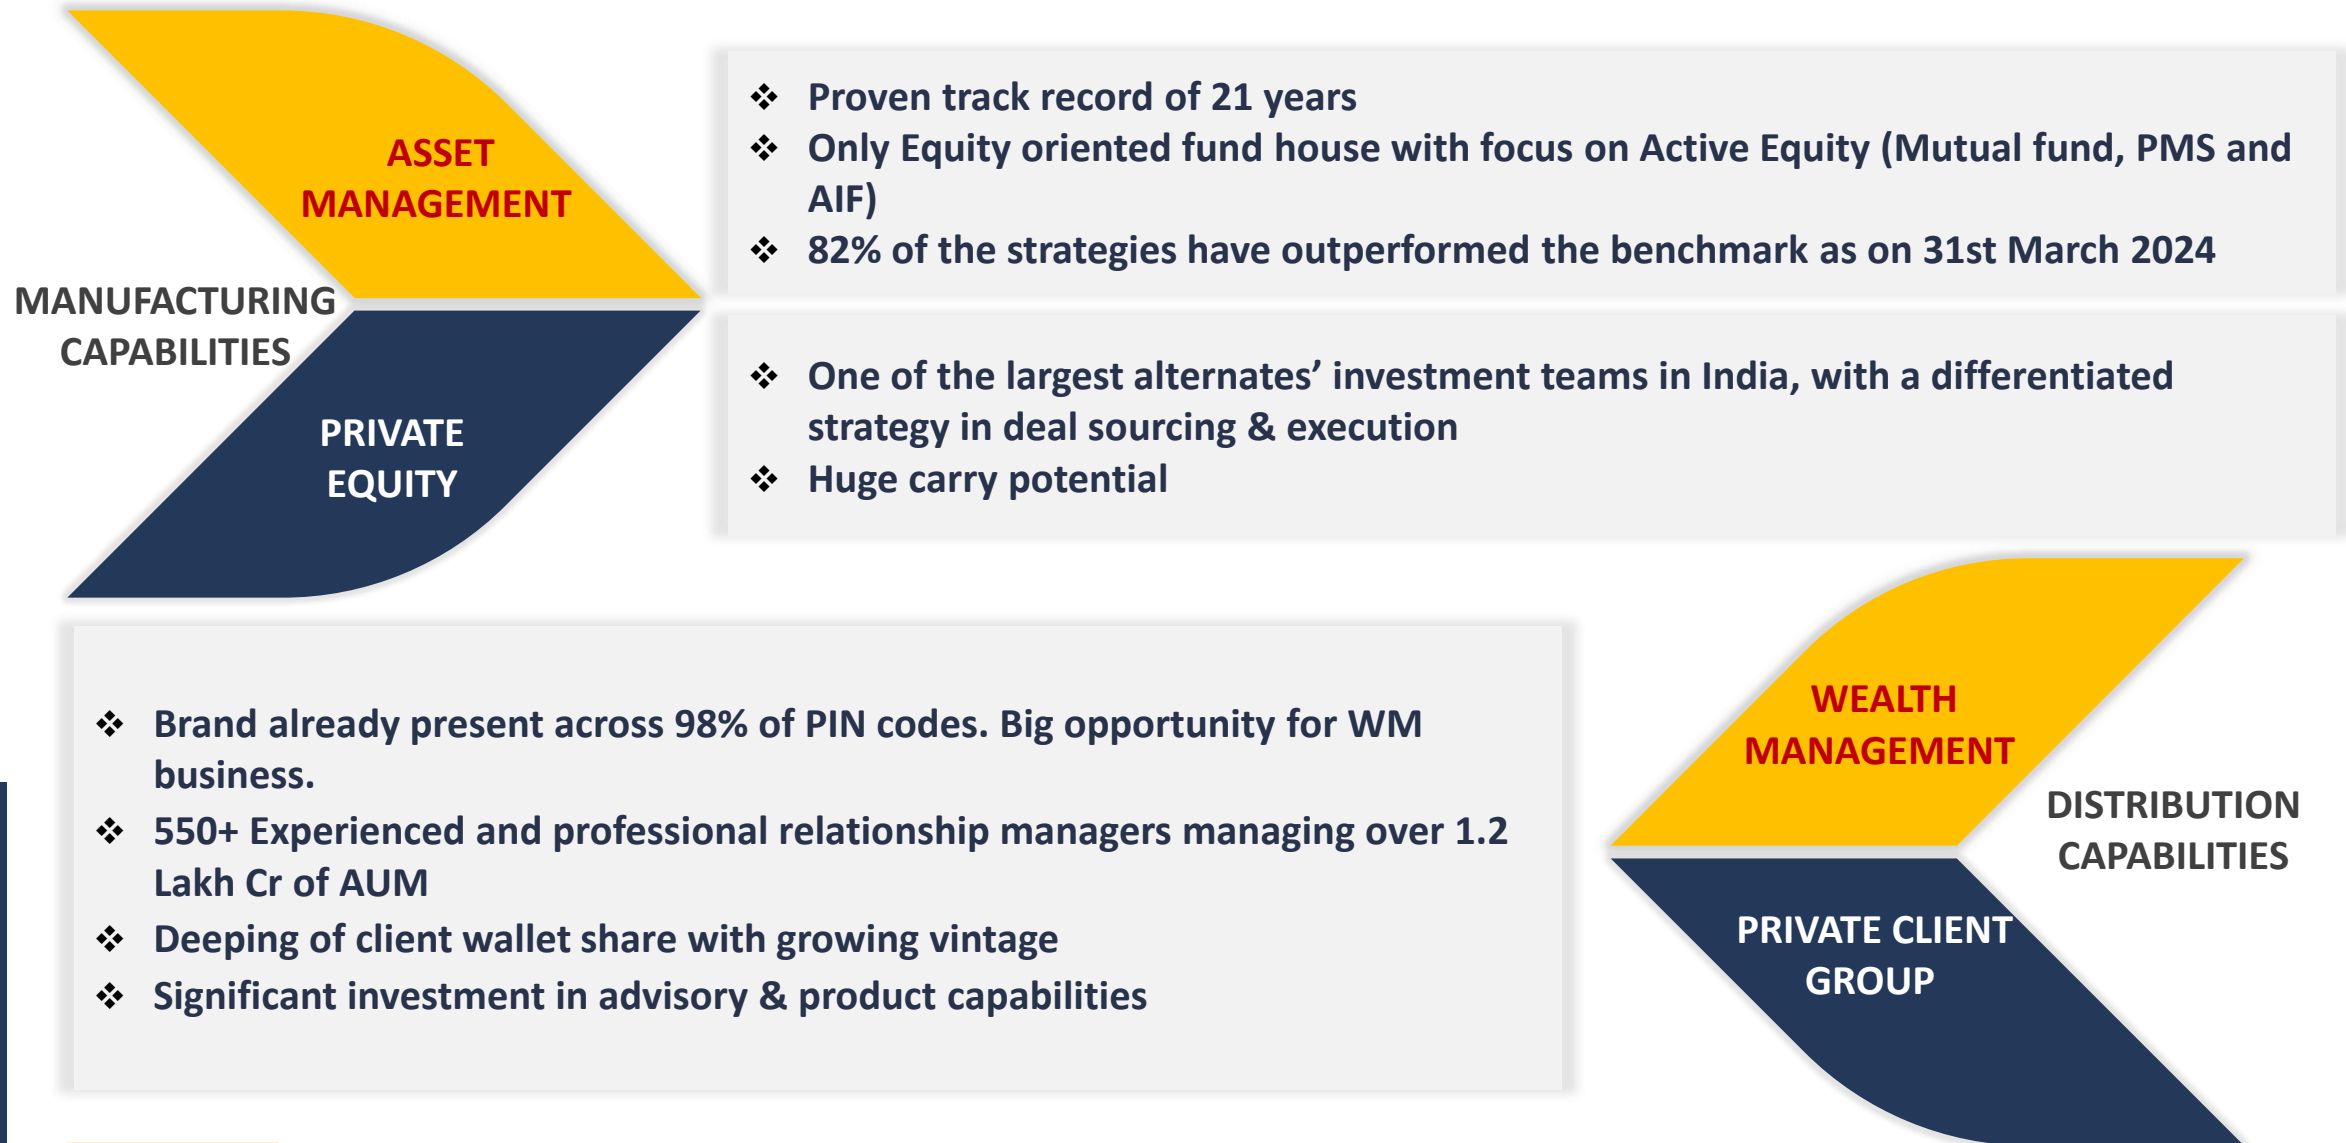 ASSET
MANAGEMENT
❖ Proven track record of 21 years
❖ Only Equity oriented fund house with focus on Active Equity (Mutual fund, PMS and
AIF)
❖ 82% of the strategies have outperformed the benchmark as on 31st March 2024
MANUFACTURING
CAPABILITIES
PRIVATE
EQUITY
❖ One of the largest alternates’ investment teams in India, with a differentiated
strategy in deal sourcing & execution
❖ Huge carry potential
❖ Brand already present across 98% of PIN codes. Big opportunity for WM
business.
❖ 550+ Experienced and professional relationship managers managing over 1.2
Lakh Cr of AUM
❖ Deeping of client wallet share with growing vintage
❖ Significant investment in advisory & product capabilities
WEALTH
MANAGEMENT
DISTRIBUTION
CAPABILITIES
PRIVATE CLIENT
GROUP